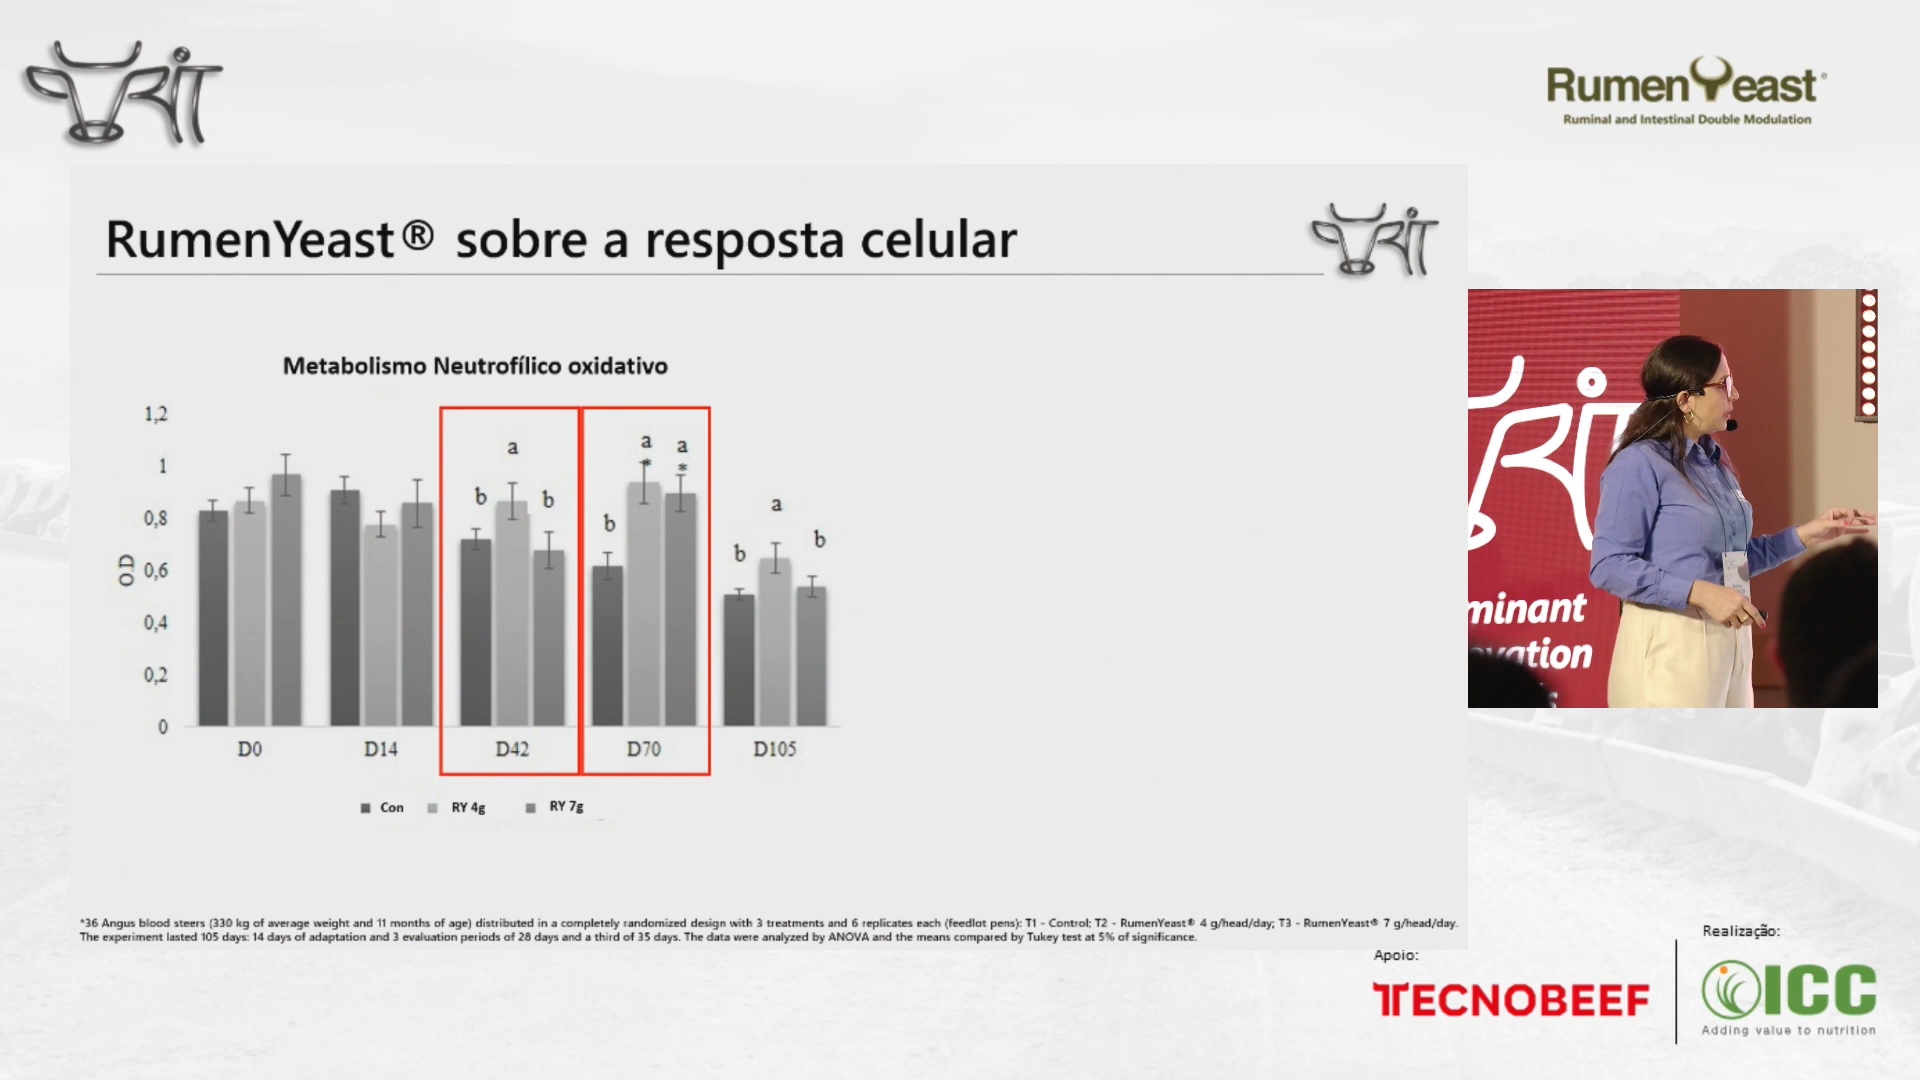 RiT
RumenYeast®
Ruminal and Intestinal Double Modulation
RumenYeast® sobre a resposta celular
RiT
Metabolismo Neutrofílico oxidativo
1,2
1
0,8
0,6
0,4
0,2
0
O.D
b
a
b
b
a
*
a
*
b
a
b
D0
D14
D42
D70
D105
Con
RY 4g
RY 7g
*36 Angus blood steers (330 kg of average weight and 11 months of age) distributed in a completely randomized design with 3 treatments and 6 replicates each (feedlot pens): T1 - Control; T2 - RumenYeast® 4 g/head/day; T3 - RumenYeast® 7 g/head/day.
The experiment lasted 105 days: 14 days of adaptation and 3 evaluation periods of 28 days and a third of 35 days. The data were analyzed by ANOVA and the means compared by Tukey test at 5% of significance.
RiT
minant
ovation
Apoio:
TECNOBEEF
Realização:
ICC
Adding value to nutrition